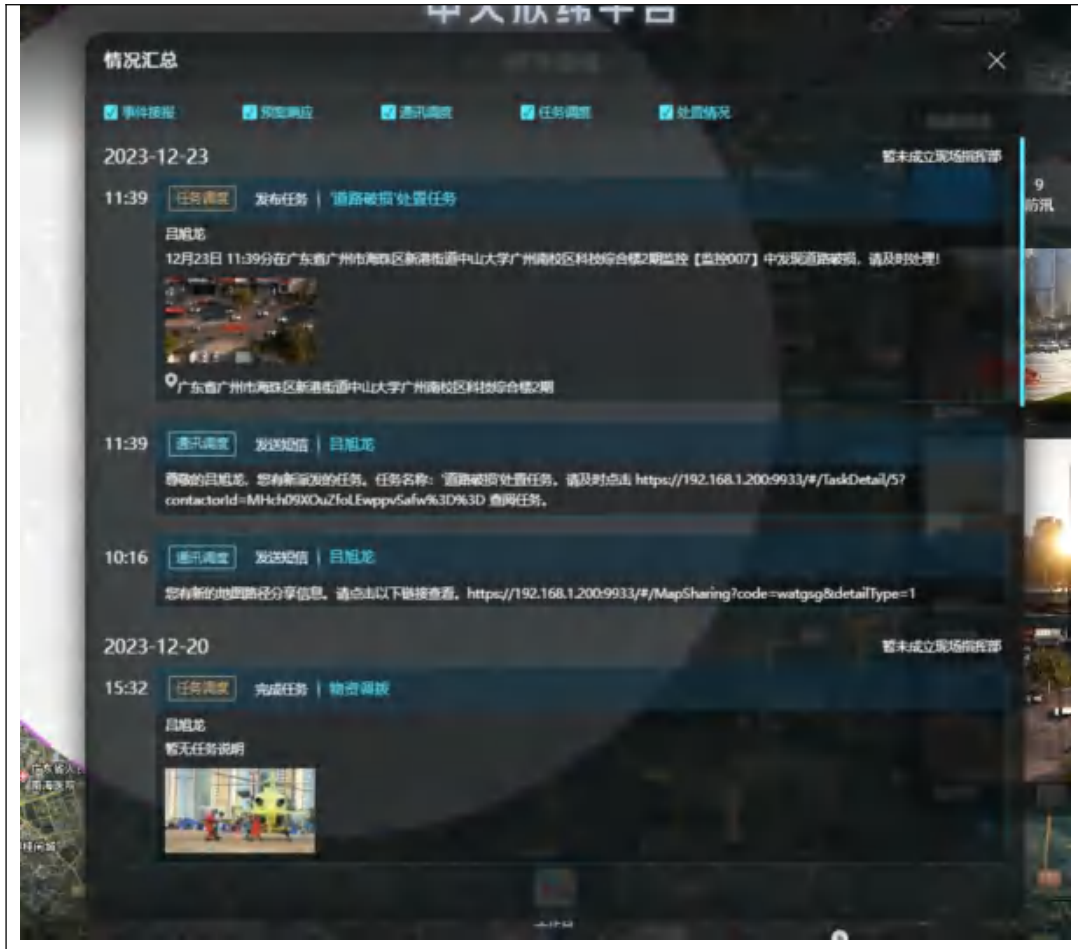 中大欣纬平台
情况汇总
事件接报 预案响应 通讯调度 任务调度 处置情况
2023-12-23 暂未成立现场指挥部
11:39 任务调度 发布任务 | '道路破损'处置任务
吕旭龙
12月23日 11:39分在广东省广州市海珠区新港街道中山大学广州南校区科技综合楼2期监控【监控007】中发现道路破损，请及时处理!
广东省广州市海珠区新港街道中山大学广州南校区科技综合楼2期
11:39 通讯调度 发送短信 | 吕旭龙
尊敬的吕旭龙，您有新派发的任务。任务名称：'道路破损'处置任务。请及时点击 https://192.168.1.200:9933/#/TaskDetail/5?
contactorId=MHch09XOuZfoLEwppvSafw%3D%3D 查阅任务。
10:16 通讯调度 发送短信 | 吕旭龙
您有新的地图路径分享信息。请点击以下链接查看。https://192.168.1.200:9933/#/MapSharing?code=watgsg&detailType=1
2023-12-20 暂未成立现场指挥部
15:32 任务调度 完成任务 | 物资调拨
吕旭龙
暂无任务说明
9
防汛